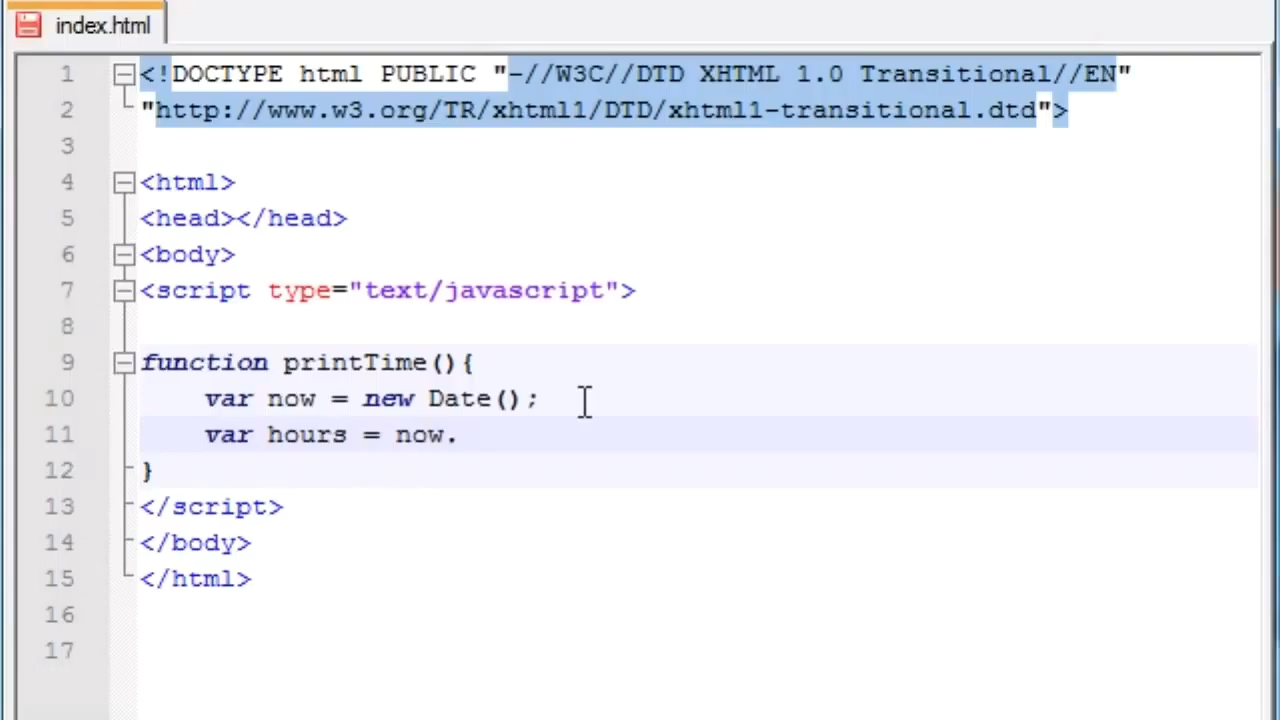 index.html
1 <!DOCTYPE html PUBLIC "-//W3C//DTD XHTML 1.0 Transitional//EN"
2 "http://www.w3.org/TR/xhtml1/DTD/xhtml1-transitional.dtd">
3
4 <html>
5 <head></head>
6 <body>
7 <script type="text/javascript">
8
9 function printTime(){
10 var now = new Date();
11 var hours = now.
12 }
13 </script>
14 </body>
15 </html>
16
17